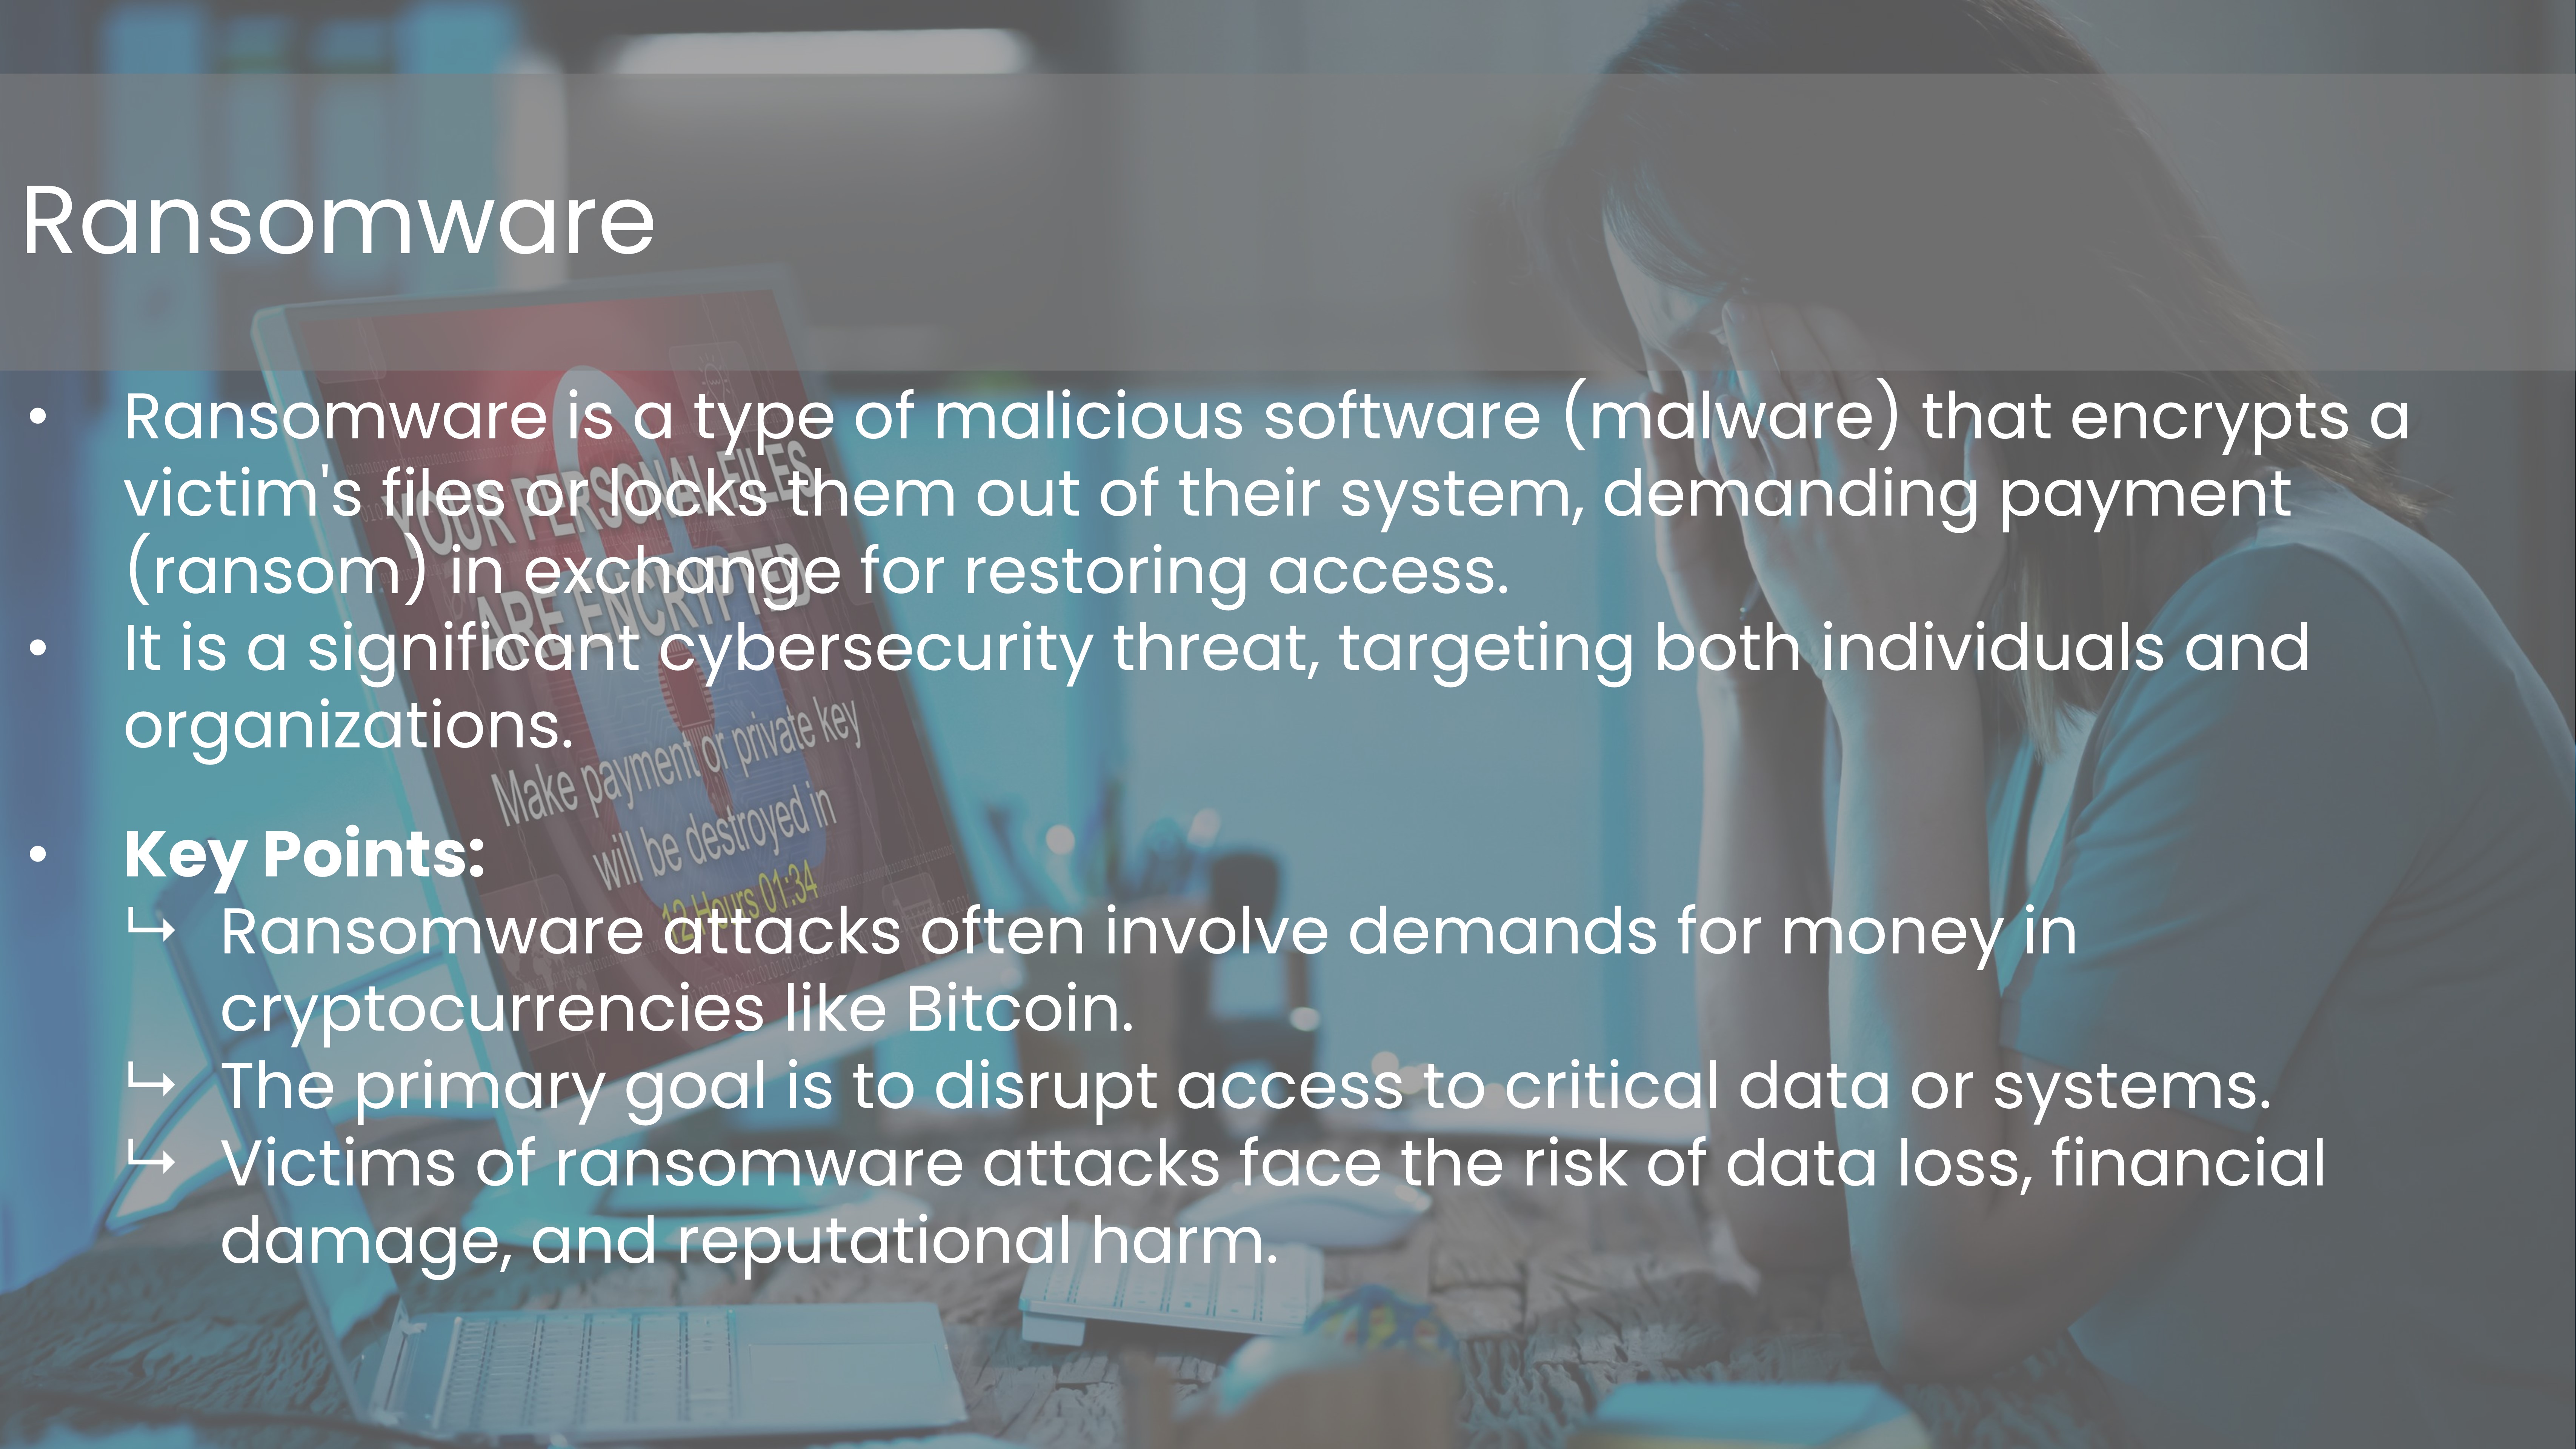 Ransomware
• Ransomware is a type of malicious software (malware) that encrypts a
victim's files or locks them out of their system, demanding payment
(ransom) in exchange for restoring access.
• It is a significant cybersecurity threat, targeting both individuals and
organizations.
• Key Points:
↳ Ransomware attacks often involve demands for money in
cryptocurrencies like Bitcoin.
↳ The primary goal is to disrupt access to critical data or systems.
↳ Victims of ransomware attacks face the risk of data loss, financial
damage, and reputational harm.
YOUR PERSONAL FILES
ARE ENCRYPTED
Make payment or private key
will be destroyed in
12 Hours 01:34